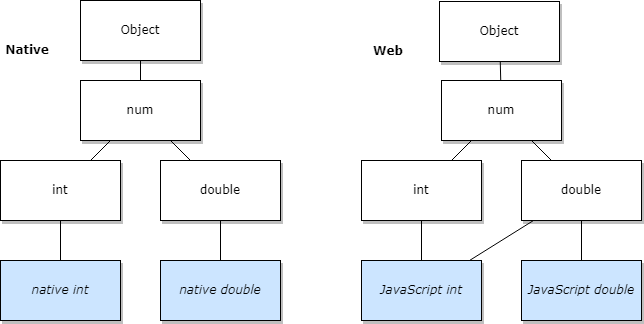 Native
Object
num
int
double
native int
native double
Web
Object
num
int
double
JavaScript int
JavaScript double